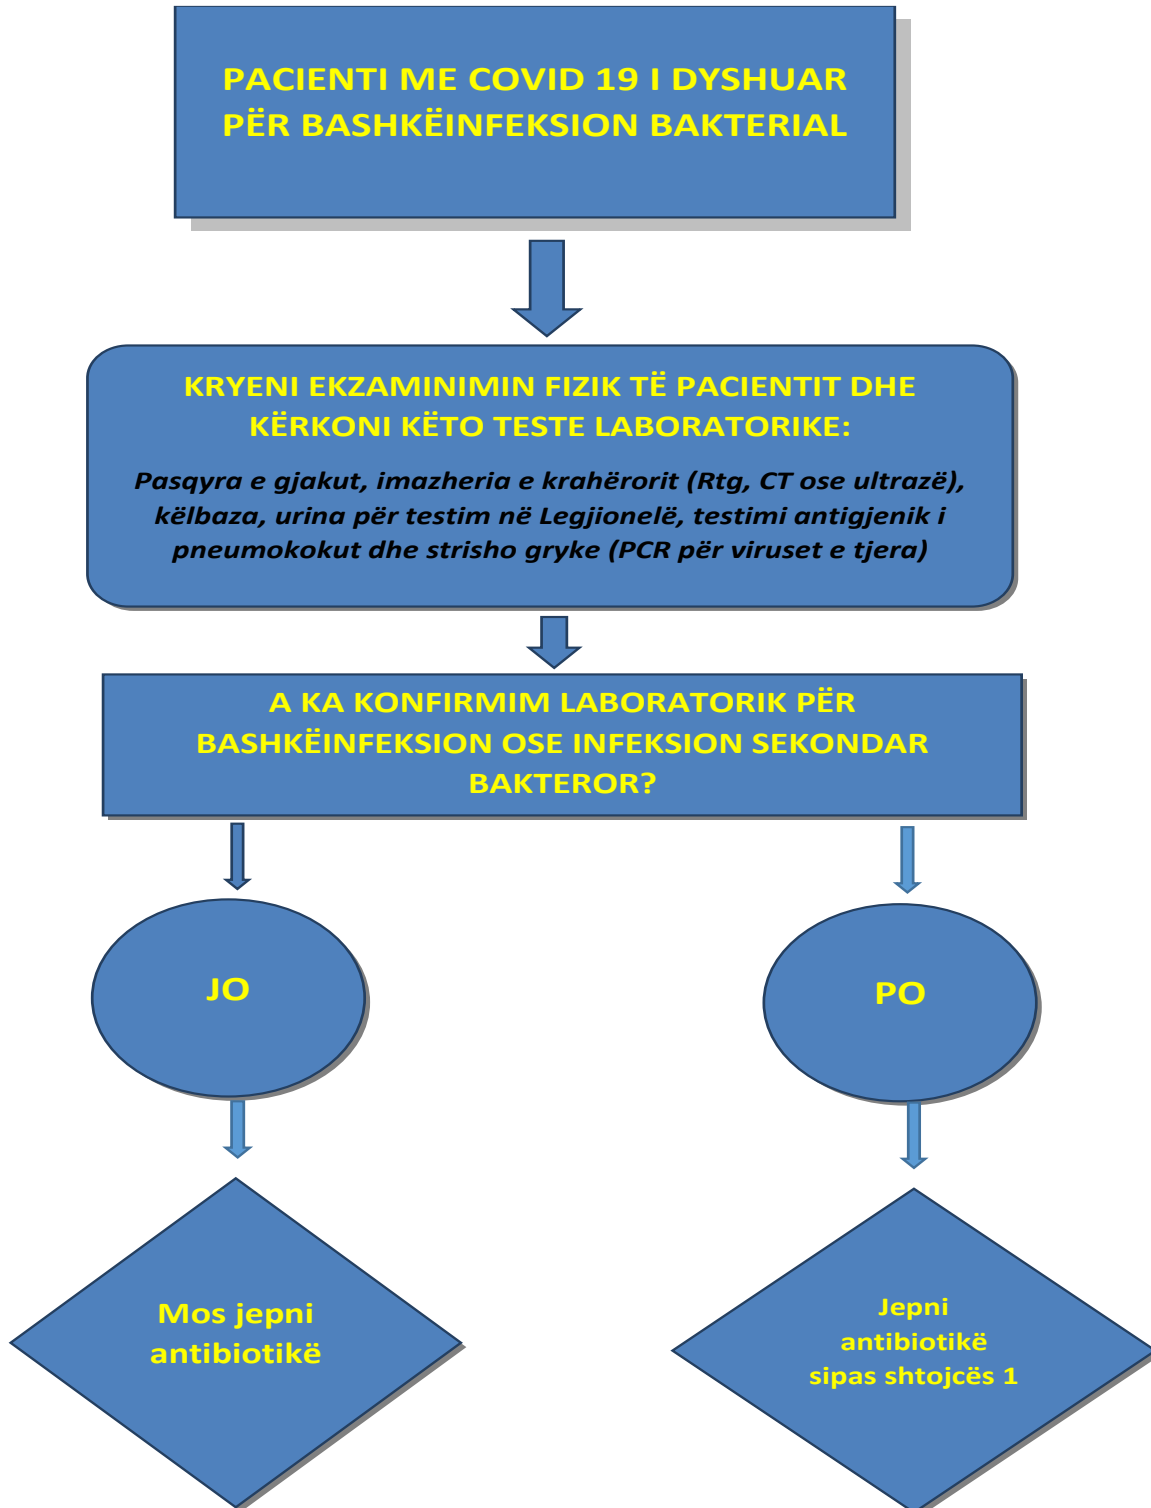 PACIENTI ME COVID 19 I DYSHUAR
PËR BASHKËINFEKSION BAKTERIAL
KRYENI EKZAMINIMIN FIZIK TË PACIENTIT DHE
KËRKONI KËTO TESTE LABORATORIKE:
Pasqyra e gjakut, imazheria e krahërorit (Rtg, CT ose ultrazë),
këlbaza, urina për testim në Legjionelë, testimi antigjenik i
pneumokokut dhe strisho gryke (PCR për viruset e tjera)
A KA KONFIRMIM LABORATORIK PËR
BASHKËINFEKSION OSE INFEKSION SEKONDAR
BAKTEROR?
JO
PO
Mos jepni
antibiotikë
Jepni
antibiotikë
sipas shtojcës 1